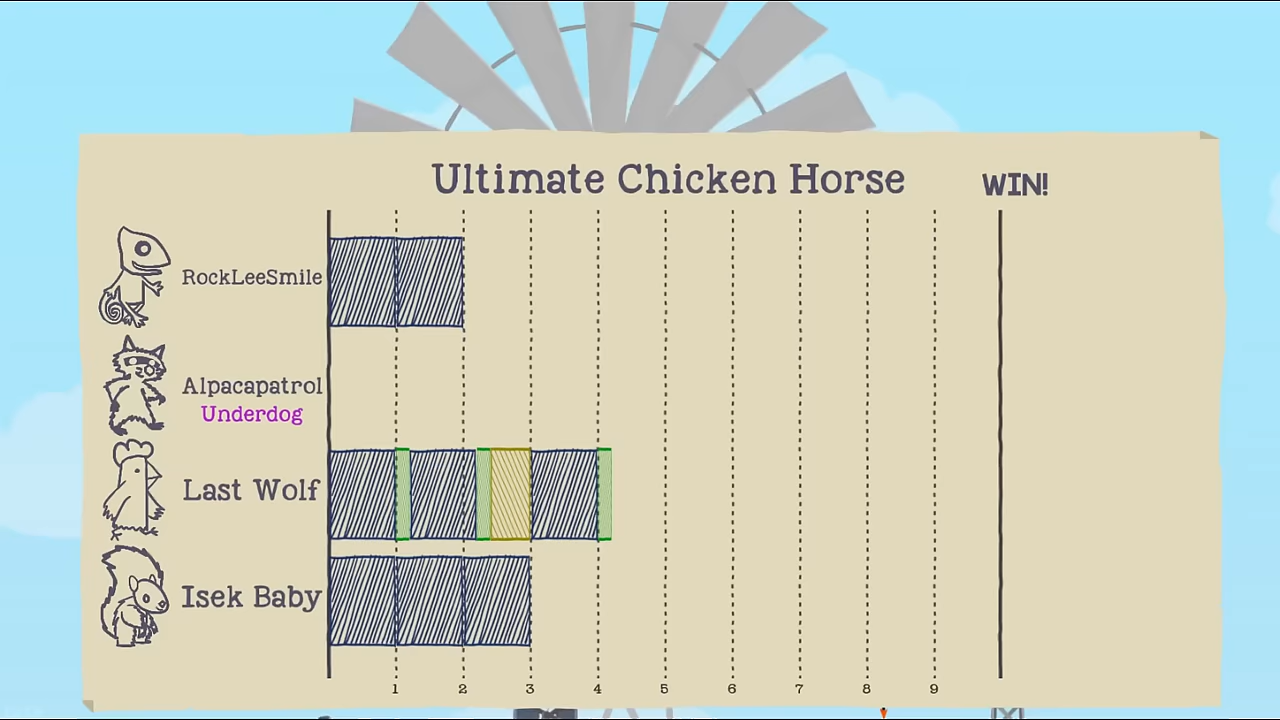 Ultimate Chicken Horse
WIN!
RockLeeSmile
Alpacapatrol
Underdog
Last Wolf
Isek Baby
1 2 3 4 5 6 7 8 9